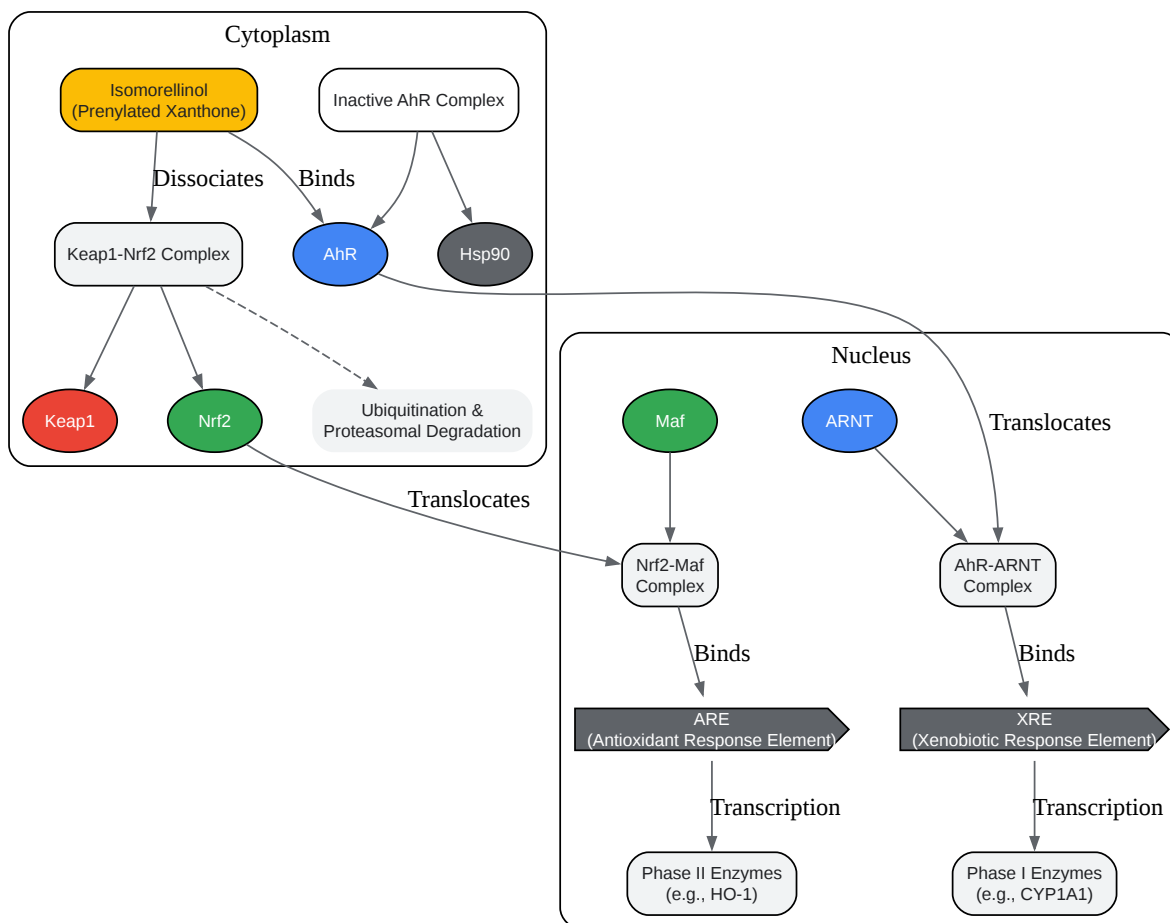 Cytoplasm
Isomorellinol
(Prenylated Xanthone)
Inactive AhR Complex
Dissociates
Binds
Keap1-Nrf2 Complex
AhR
Hsp90
Keap1
Nrf2
Ubiquitination &
Proteasomal Degradation
Translocates
Nucleus
Maf
ARNT
Translocates
Nrf2-Maf
Complex
AhR-ARNT
Complex
Binds
Binds
ARE
(Antioxidant Response Element)
XRE
(Xenobiotic Response Element)
Transcription
Transcription
Phase II Enzymes
(e.g., HO-1)
Phase I Enzymes
(e.g., CYP1A1)